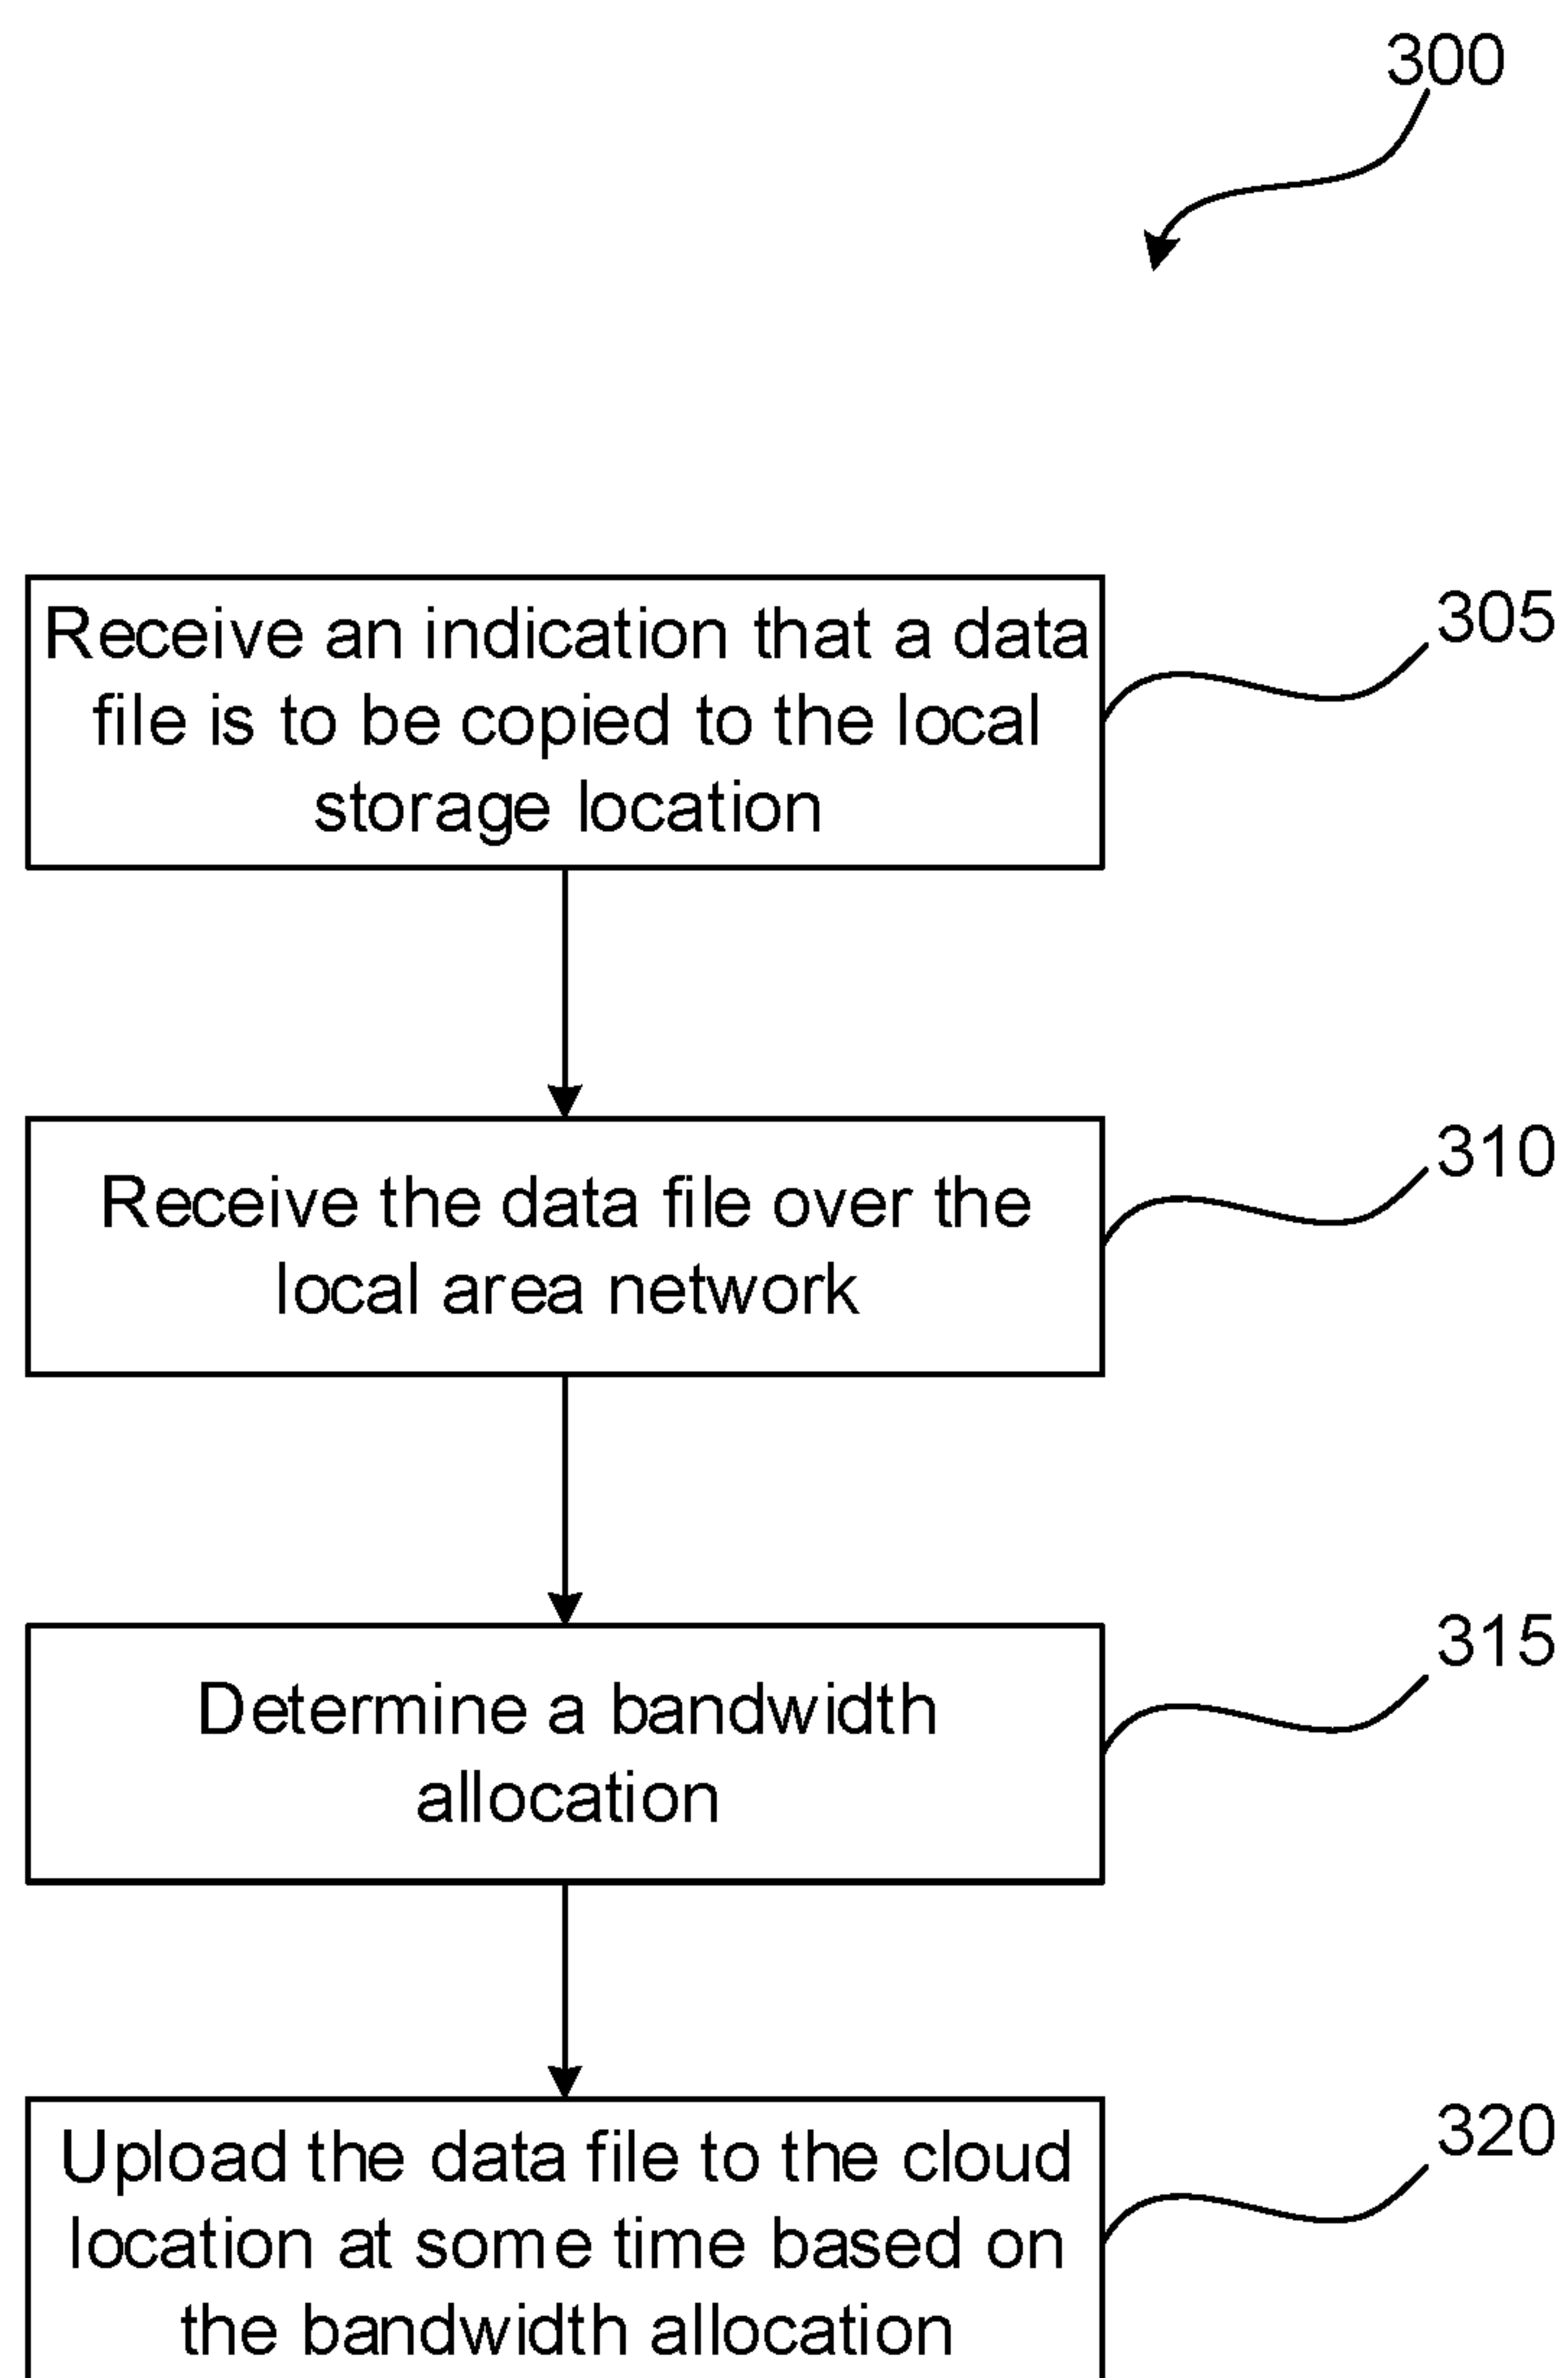 300
Receive an indication that a data
file is to be copied to the local
storage location
305
Receive the data file over the
local area network
310
Determine a bandwidth
allocation
315
Upload the data file to the cloud
location at some time based on
the bandwidth allocation
320